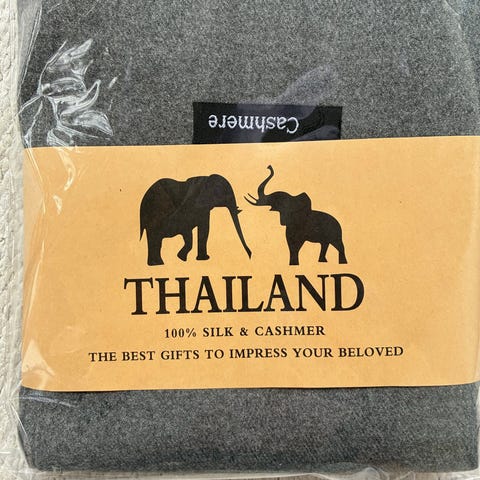 Cashmere
THAILAND
100% SILK & CASHMER
THE BEST GIFTS TO IMPRESS YOUR BELOVED